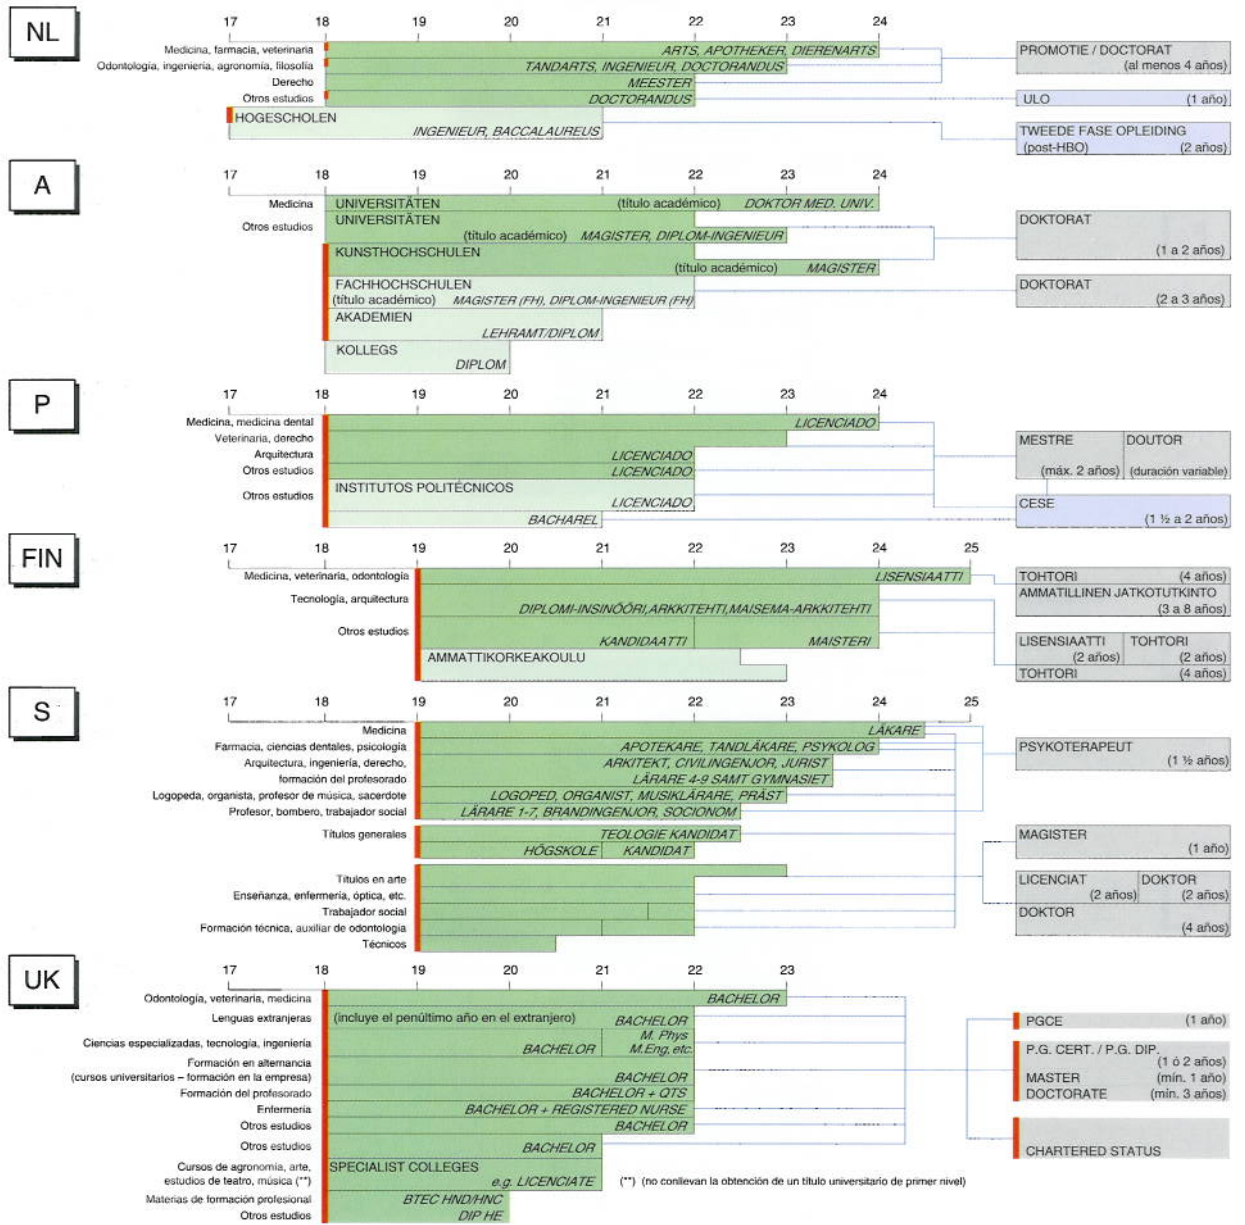 NL
17 18 19 20 21 22 23 24
Medicina, farmacia, veterinaria ARTS, APOTHEKER, DIERENARTS
Odontología, ingeniería, agronomía, filosofía TANDARTS, INGENIEUR, DOCTORANDUS
Derecho MEESTER
Otros estudios DOCTORANDUS
HOGESCHOLEN
INGENIEUR, BACCALAUREUS
PROMOTIE / DOCTORAT
(al menos 4 años)
ULO (1 año)
TWEEDE FASE OPLEIDING
(post-HBO) (2 años)
A
17 18 19 20 21 22 23 24
Medicina UNIVERSITÄTEN (título académico) DOKTOR MED. UNIV.
Otros estudios UNIVERSITÄTEN
(título académico) MAGISTER, DIPLOM-INGENIEUR
KUNSTHOCHSCHULEN
(título académico) MAGISTER
FACHHOCHSCHULEN
(título académico) MAGISTER (FH), DIPLOM-INGENIEUR (FH)
AKADEMIEN
LEHRAMT/DIPLOM
KOLLEGS
DIPLOM
DOKTORAT
(1 a 2 años)
DOKTORAT
(2 a 3 años)
P
17 18 19 20 21 22 23 24
Medicina, medicina dental LICENCIADO
Veterinaria, derecho
Arquitectura LICENCIADO
Otros estudios LICENCIADO
Otros estudios INSTITUTOS POLITÉCNICOS
LICENCIADO
BACHAREL
MESTRE DOUTOR
(máx. 2 años) (duración variable)
CESE
(1 ½ a 2 años)
FIN
17 18 19 20 21 22 23 24 25
Medicina, veterinaria, odontología LISENSIAATTI
Tecnología, arquitectura
DIPLOMI-INSINÖÖRI,ARKKITEHTI,MAISEMA-ARKKITEHTI
Otros estudios KANDIDAATTI MAISTERI
AMMATTIKORKEAKOULU
TOHTORI (4 años)
AMMATILLINEN JATKOTUTKINTO
(3 a 8 años)
LISENSIAATTI TOHTORI
(2 años) (2 años)
TOHTORI (4 años)
S
17 18 19 20 21 22 23 24 25
Medicina LÄKARE
Farmacia, ciencias dentales, psicología APOTEKARE, TANDLÄKARE, PSYKOLOG
Arquitectura, ingeniería, derecho, ARKITEKT, CIVILINGENJOR, JURIST
formación del profesorado LÄRARE 4-9 SAMT GYMNASIET
Logopeda, organista, profesor de música, sacerdote LOGOPED, ORGANIST, MUSIKLÄRARE, PRÄST
Profesor, bombero, trabajador social LÄRARE 1-7, BRANDINGENJOR, SOCIONOM
Títulos generales TEOLOGIE KANDIDAT
HÖGSKOLE KANDIDAT
Títulos en arte
Enseñanza, enfermería, óptica, etc.
Trabajador social
Formación técnica, auxiliar de odontología
Técnicos
PSYKOTERAPEUT
(1 ½ años)
MAGISTER
(1 año)
LICENCIAT DOKTOR
(2 años) (2 años)
DOKTOR
(4 años)
UK
17 18 19 20 21 22 23
Odontología, veterinaria, medicina BACHELOR
Lenguas extranjeras (incluye el penúltimo año en el extranjero) BACHELOR
Ciencias especializadas, tecnología, ingeniería BACHELOR M. Phys
M.Eng, etc.
Formación en alternancia
(cursos universitarios – formación en la empresa) BACHELOR
Formación del profesorado BACHELOR + QTS
Enfermería BACHELOR + REGISTERED NURSE
Otros estudios BACHELOR
Otros estudios BACHELOR
Cursos de agronomía, arte, SPECIALIST COLLEGES
estudios de teatro, música (**) e.g. LICENCIATE (**) (no conllevan la obtención de un título universitario de primer nivel)
Materias de formación profesional BTEC HND/HNC
Otros estudios DIP HE
PGCE (1 año)
P.G. CERT. / P.G. DIP.
(1 ó 2 años)
MASTER (mín. 1 año)
DOCTORATE (mín. 3 años)
CHARTERED STATUS